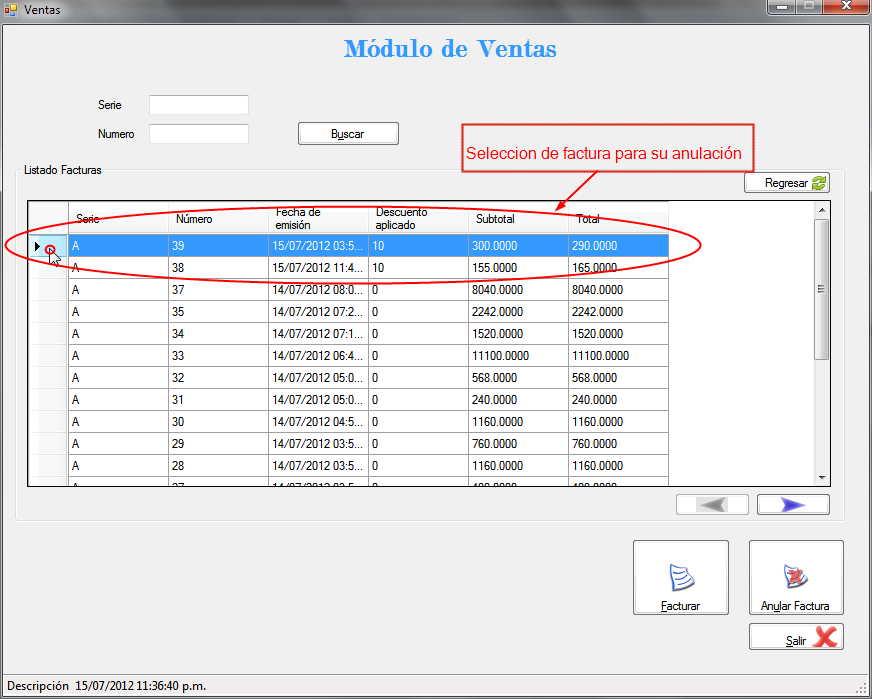 Ventas
Módulo de Ventas
Serie
Numero
Buscar
Seleccion de factura para su anulación
Listado Facturas
Regresar
Serie Número Fecha de emisión Descuento aplicado Subtotal Total
A 39 15/07/2012 03:5... 10 300.0000 290.0000
A 38 15/07/2012 11:4... 10 155.0000 165.0000
A 37 14/07/2012 08:0... 0 8040.0000 8040.0000
A 35 14/07/2012 07:2... 0 2242.0000 2242.0000
A 34 14/07/2012 07:1... 0 1520.0000 1520.0000
A 33 14/07/2012 06:4... 0 11100.0000 11100.0000
A 32 14/07/2012 05:0... 0 568.0000 568.0000
A 31 14/07/2012 05:0... 0 240.0000 240.0000
A 30 14/07/2012 04:5... 0 1160.0000 1160.0000
A 29 14/07/2012 03:5... 0 760.0000 760.0000
A 28 14/07/2012 03:5... 0 1160.0000 1160.0000
Facturar
Anular Factura
Salir
Descripción 15/07/2012 11:36:40 p.m.